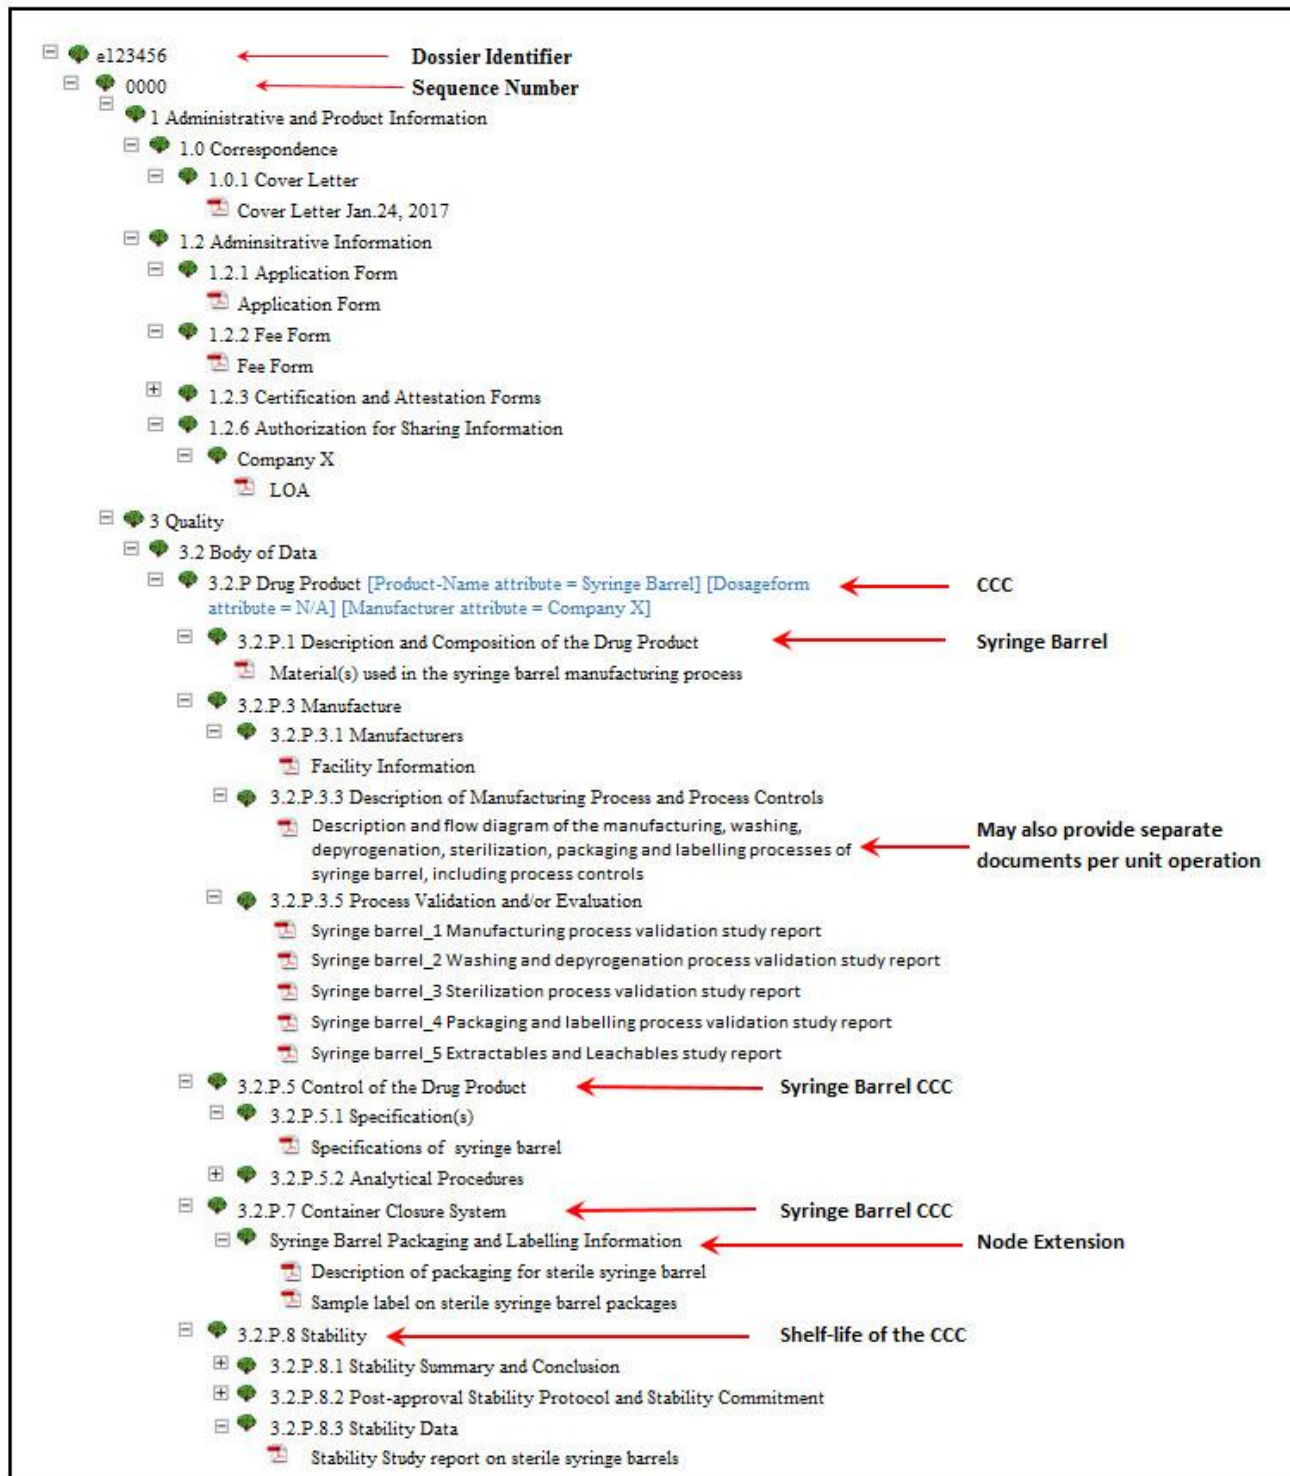 e123456 Dossier Identifier
0000 Sequence Number
1 Administrative and Product Information
1.0 Correspondence
1.0.1 Cover Letter
Cover Letter Jan.24, 2017
1.2 Adminsitrative Information
1.2.1 Application Form
Application Form
1.2.2 Fee Form
Fee Form
1.2.3 Certification and Attestation Forms
1.2.6 Authorization for Sharing Information
Company X
LOA
3 Quality
3.2 Body of Data
3.2.P Drug Product [Product-Name attribute = Syringe Barrel] [Dosageform CCC
attribute = N/A] [Manufacturer attribute = Company X]
3.2.P.1 Description and Composition of the Drug Product Syringe Barrel
Material(s) used in the syringe barrel manufacturing process
3.2.P.3 Manufacture
3.2.P.3.1 Manufacturers
Facility Information
3.2.P.3.3 Description of Manufacturing Process and Process Controls
Description and flow diagram of the manufacturing, washing, May also provide separate
depyrogenation, sterilization, packaging and labelling processes of documents per unit operation
syringe barrel, including process controls
3.2.P.3.5 Process Validation and/or Evaluation
Syringe barrel_1 Manufacturing process validation study report
Syringe barrel_2 Washing and depyrogenation process validation study report
Syringe barrel_3 Sterilization process validation study report
Syringe barrel_4 Packaging and labelling process validation study report
Syringe barrel_5 Extractables and Leachables study report
3.2.P.5 Control of the Drug Product Syringe Barrel CCC
3.2.P.5.1 Specification(s)
Specifications of syringe barrel
3.2.P.5.2 Analytical Procedures
3.2.P.7 Container Closure System Syringe Barrel CCC
Syringe Barrel Packaging and Labelling Information Node Extension
Description of packaging for sterile syringe barrel
Sample label on sterile syringe barrel packages
3.2.P.8 Stability Shelf-life of the CCC
3.2.P.8.1 Stability Summary and Conclusion
3.2.P.8.2 Post-approval Stability Protocol and Stability Commitment
3.2.P.8.3 Stability Data
Stability Study report on sterile syringe barrels